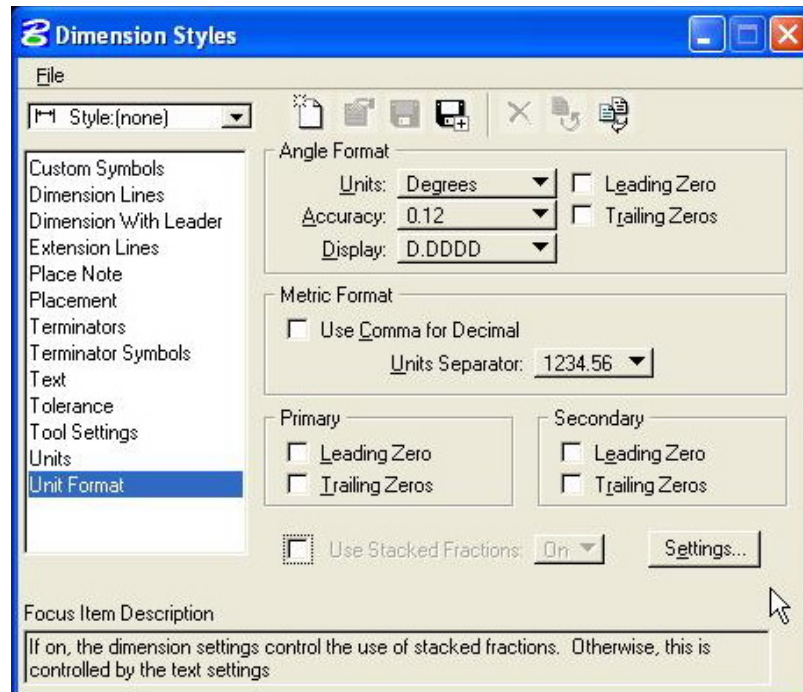 Dimension Styles
File
Style:(none)
Custom Symbols
Dimension Lines
Dimension With Leader
Extension Lines
Place Note
Placement
Terminators
Terminator Symbols
Text
Tolerance
Tool Settings
Units
Unit Format
Angle Format
Units: Degrees
Leading Zero
Accuracy: 0.12
Trailing Zeros
Display: D.DDDD
Metric Format
Use Comma for Decimal
Units Separator: 1234.56
Primary
Leading Zero
Trailing Zeros
Secondary
Leading Zero
Trailing Zeros
Use Stacked Fractions: On
Settings...
Focus Item Description
If on, the dimension settings control the use of stacked fractions. Otherwise, this is
controlled by the text settings